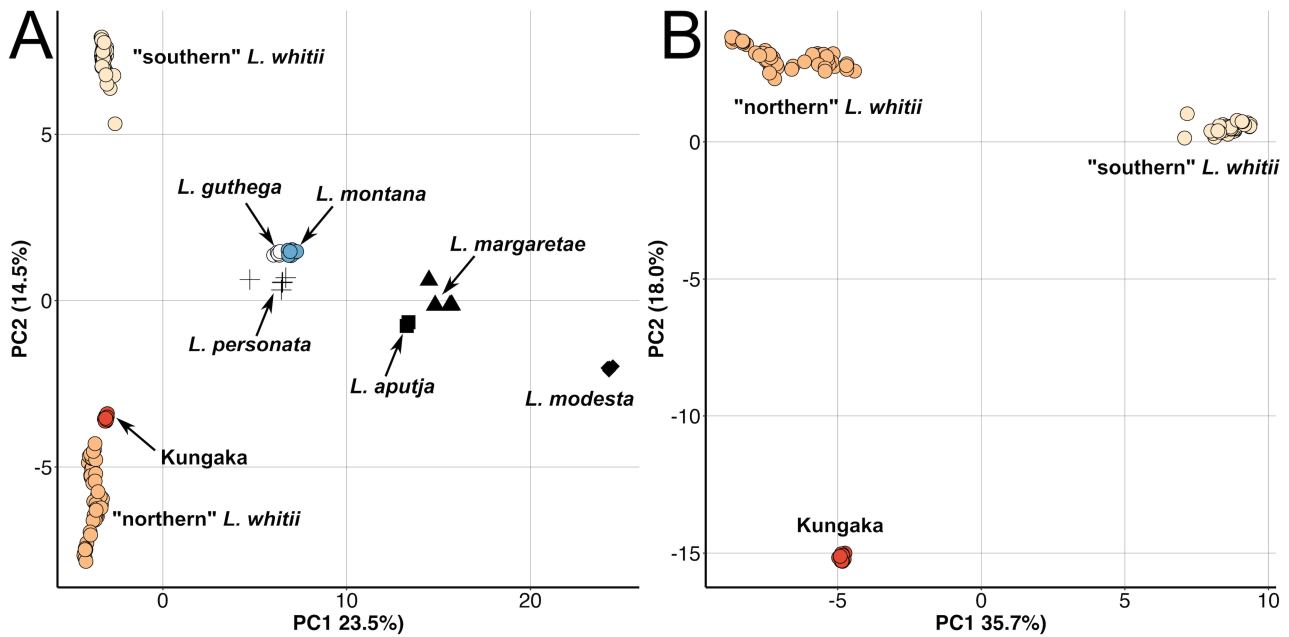 A
"southern" L. whitii
L. guthega
L. montana
L. margaretae
L. personata
L. aputja
L. modesta
Kungaka
"northern" L. whitii
5
0
-5
0
10
20
PC2 (14.5%)
PC1 23.5%)
B
"northern" L. whitii
"southern" L. whitii
Kungaka
0
-5
-10
-15
-5
0
5
10
PC2 (18.0%)
PC1 35.7%)